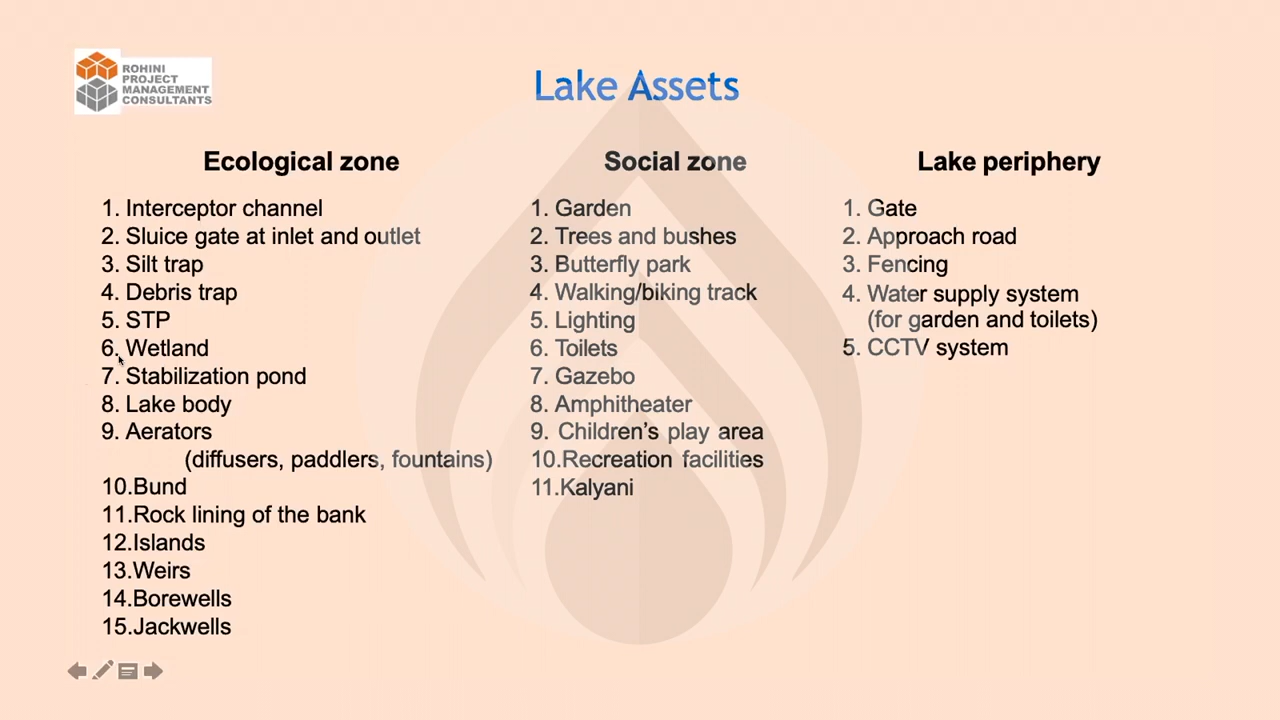 ROHINI
PROJECT
MANAGEMENT
CONSULTANTS
Lake Assets
Ecological zone
1. Interceptor channel
2. Sluice gate at inlet and outlet
3. Silt trap
4. Debris trap
5. STP
6. Wetland
7. Stabilization pond
8. Lake body
9. Aerators
(diffusers, paddlers, fountains)
10.Bund
11.Rock lining of the bank
12.Islands
13.Weirs
14.Borewells
15.Jackwells
Social zone
1. Garden
2. Trees and bushes
3. Butterfly park
4. Walking/biking track
5. Lighting
6. Toilets
7. Gazebo
8. Amphitheater
9. Children’s play area
10.Recreation facilities
11.Kalyani
Lake periphery
1. Gate
2. Approach road
3. Fencing
4. Water supply system
(for garden and toilets)
5. CCTV system